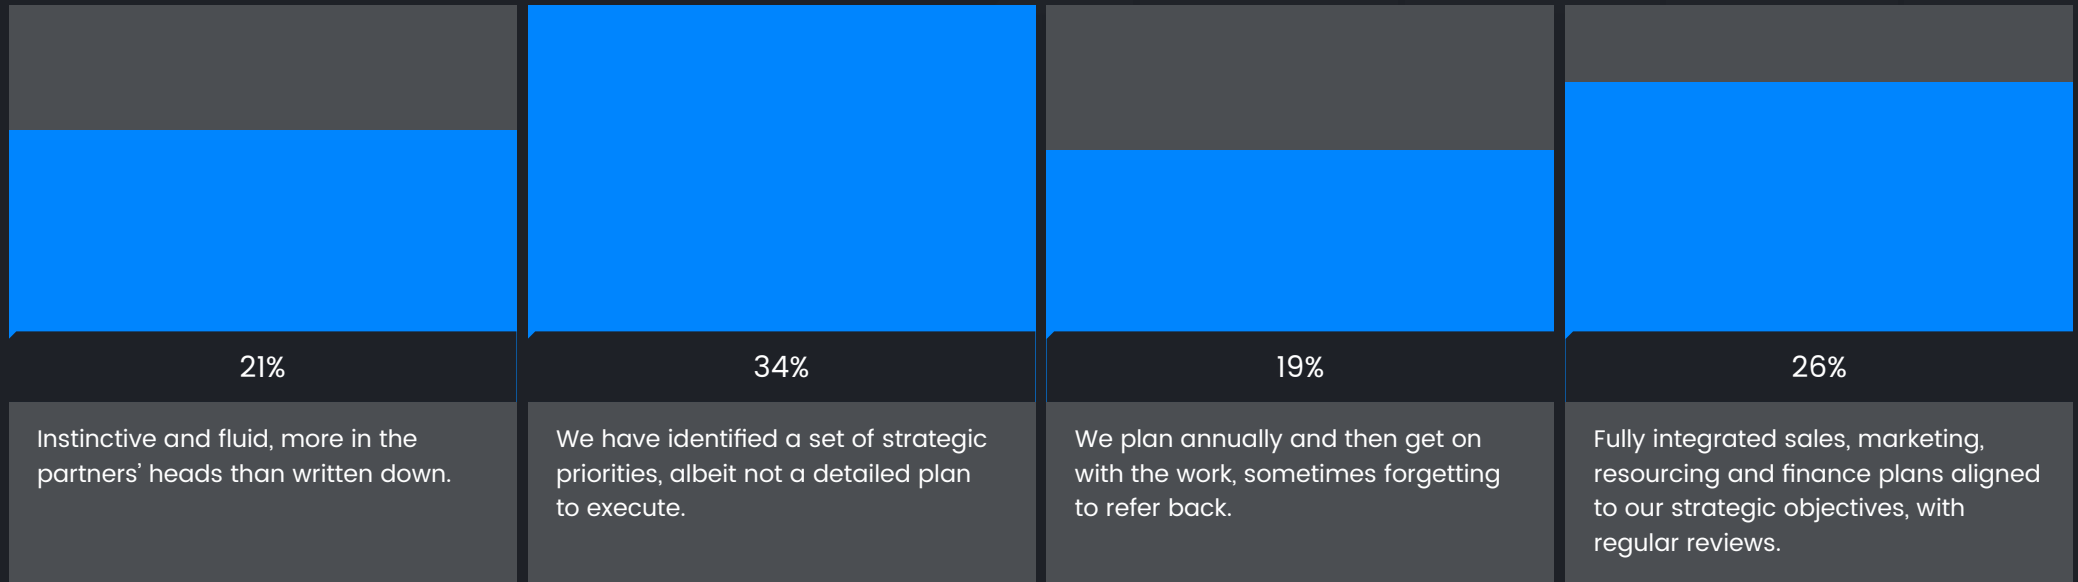 21%
Instinctive and fluid, more in the
partners’ heads than written down.
34%
We have identified a set of strategic
priorities, albeit not a detailed plan
to execute.
19%
We plan annually and then get on
with the work, sometimes forgetting
to refer back.
26%
Fully integrated sales, marketing,
resourcing and finance plans aligned
to our strategic objectives, with
regular reviews.